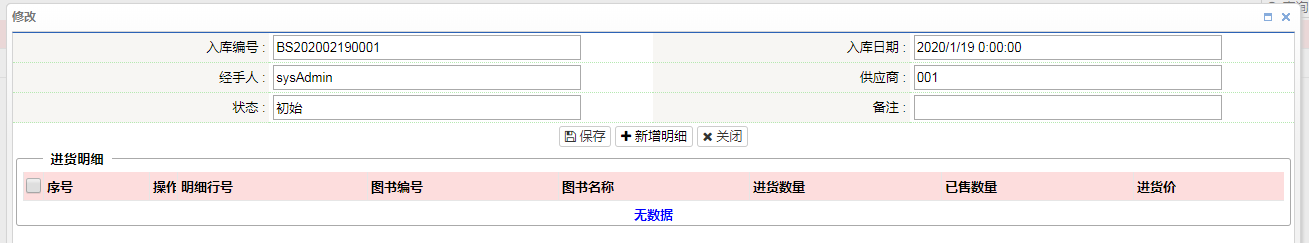 修改
查询
入库编号 : BS202002190001 入库日期 : 2020/1/19 0:00:00
经手人 : sysAdmin 供应商 : 001
状态 : 初始 备注 :
保存 新增明细 关闭
进货明细
序号 操作 明细行号 图书编号 图书名称 进货数量 已售数量 进货价
无数据